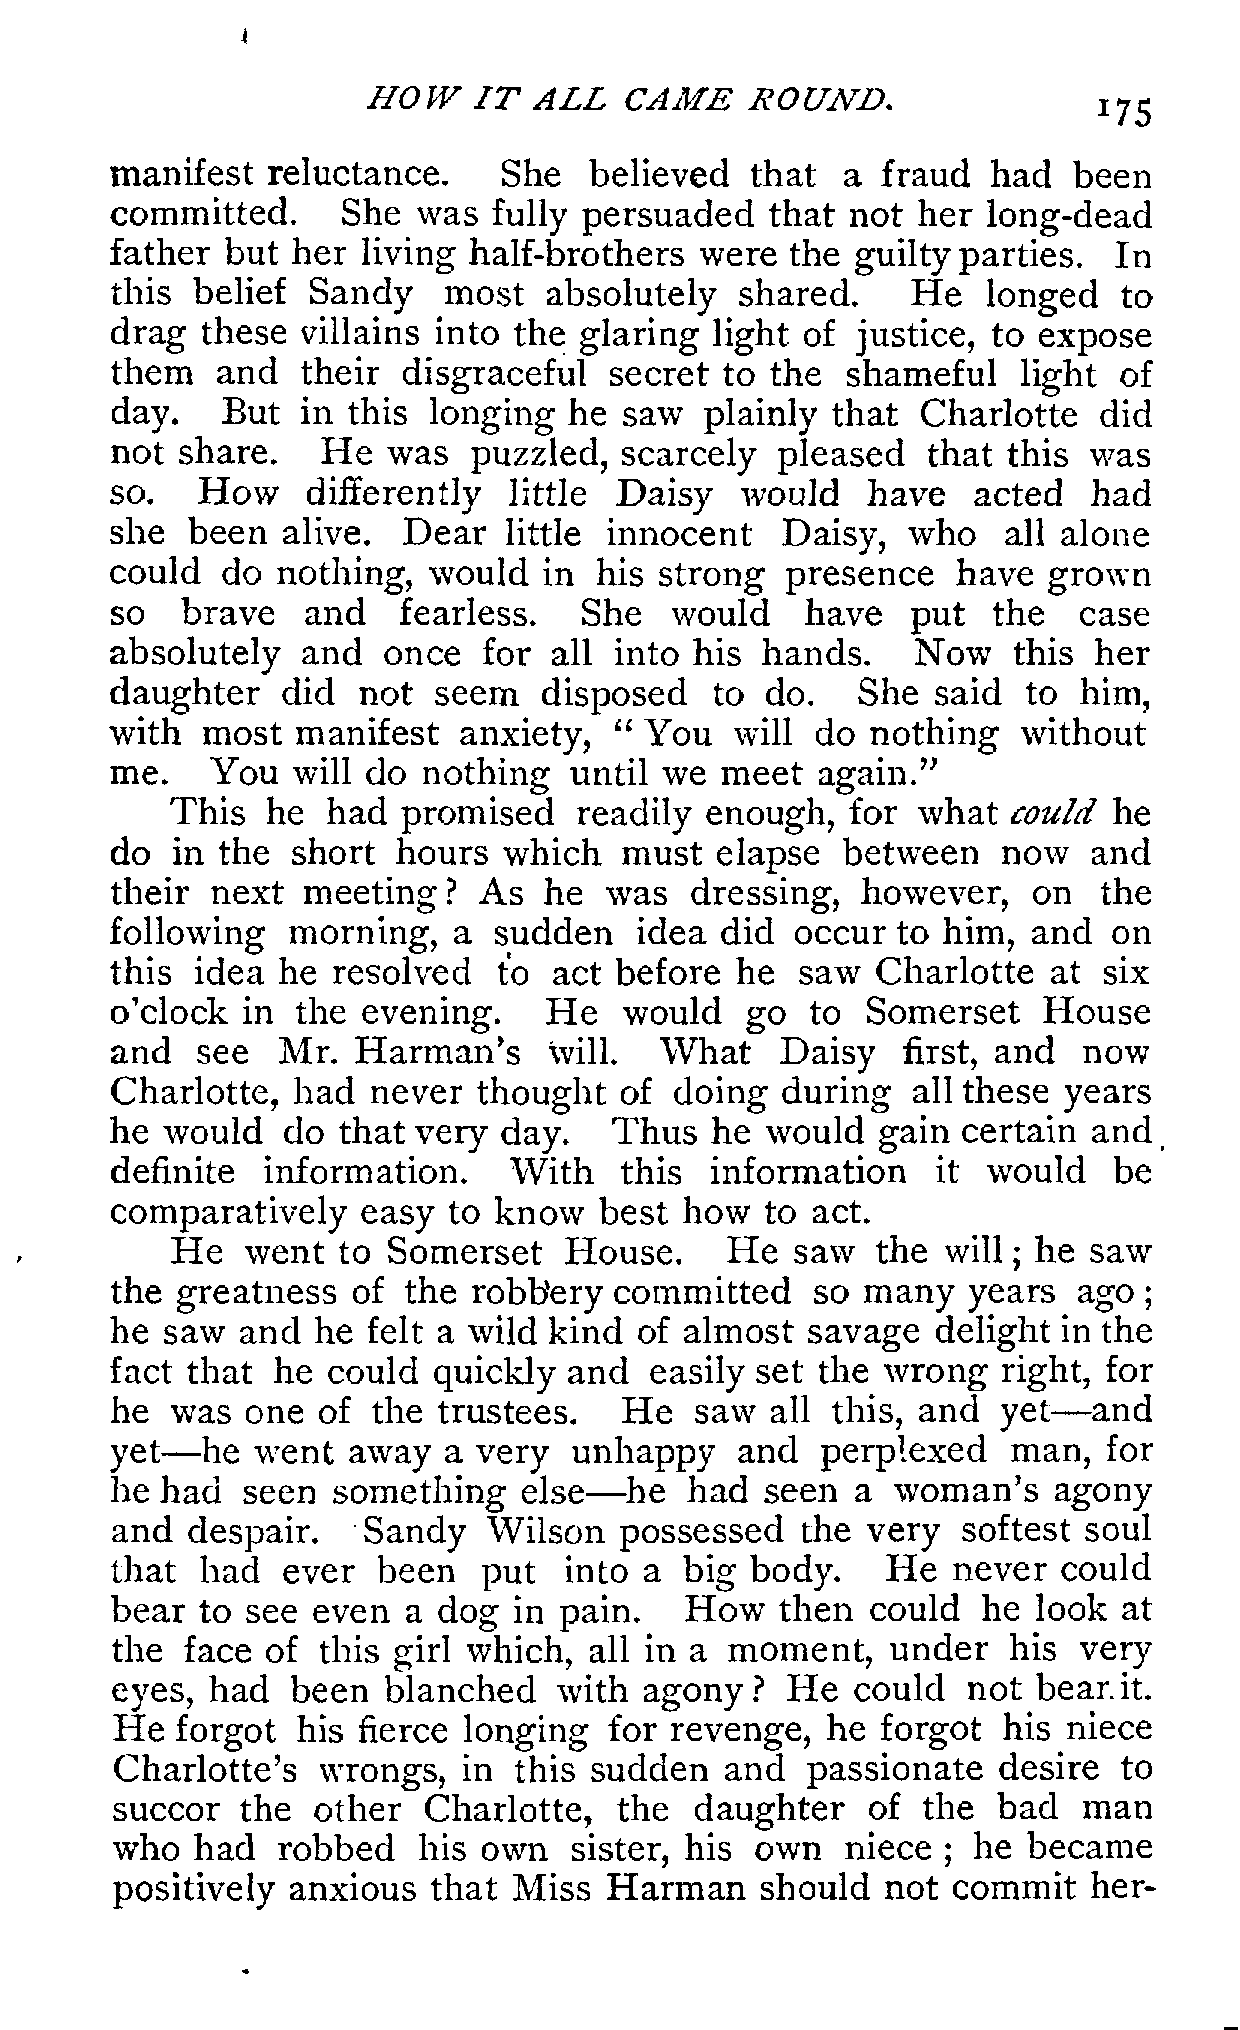 HOW IT ALL CAME ROUND. 175
manifest reluctance. She believed that a fraud had been
committed. She was fully persuaded that not her long-dead
father but her living half-brothers were the guilty parties. In
this belief Sandy most absolutely shared. He longed to
drag these villains into the glaring light of justice, to expose
them and their disgraceful secret to the shameful light of
day. But in this longing he saw plainly that Charlotte did
not share. He was puzzled, scarcely pleased that this was
so. How differently little Daisy would have acted had
she been alive. Dear little innocent Daisy, who all alone
could do nothing, would in his strong presence have grown
so brave and fearless. She would have put the case
absolutely and once for all into his hands. Now this her
daughter did not seem disposed to do. She said to him,
with most manifest anxiety, “ You will do nothing without
me. You will do nothing until we meet again.”
This he had promised readily enough, for what could he
do in the short hours which must elapse between now and
their next meeting? As he was dressing, however, on the
following morning, a sudden idea did occur to him, and on
this idea he resolved to act before he saw Charlotte at six
o'clock in the evening. He would go to Somerset House
and see Mr. Harman's will. What Daisy first, and now
Charlotte, had never thought of doing during all these years
he would do that very day. Thus he would gain certain and
definite information. With this information it would be
comparatively easy to know best how to act.
He went to Somerset House. He saw the will; he saw
the greatness of the robbery committed so many years ago;
he saw and he felt a wild kind of almost savage delight in the
fact that he could quickly and easily set the wrong right, for
he was one of the trustees. He saw all this, and yet—and
yet—he went away a very unhappy and perplexed man, for
he had seen something else—he had seen a woman's agony
and despair. Sandy Wilson possessed the very softest soul
that had ever been put into a big body. He never could
bear to see even a dog in pain. How then could he look at
the face of this girl which, all in a moment, under his very
eyes, had been blanched with agony? He could not bear it.
He forgot his fierce longing for revenge, he forgot his niece
Charlotte's wrongs, in this sudden and passionate desire to
succor the other Charlotte, the daughter of the bad man
who had robbed his own sister, his own niece; he became
positively anxious that Miss Harman should not commit her-